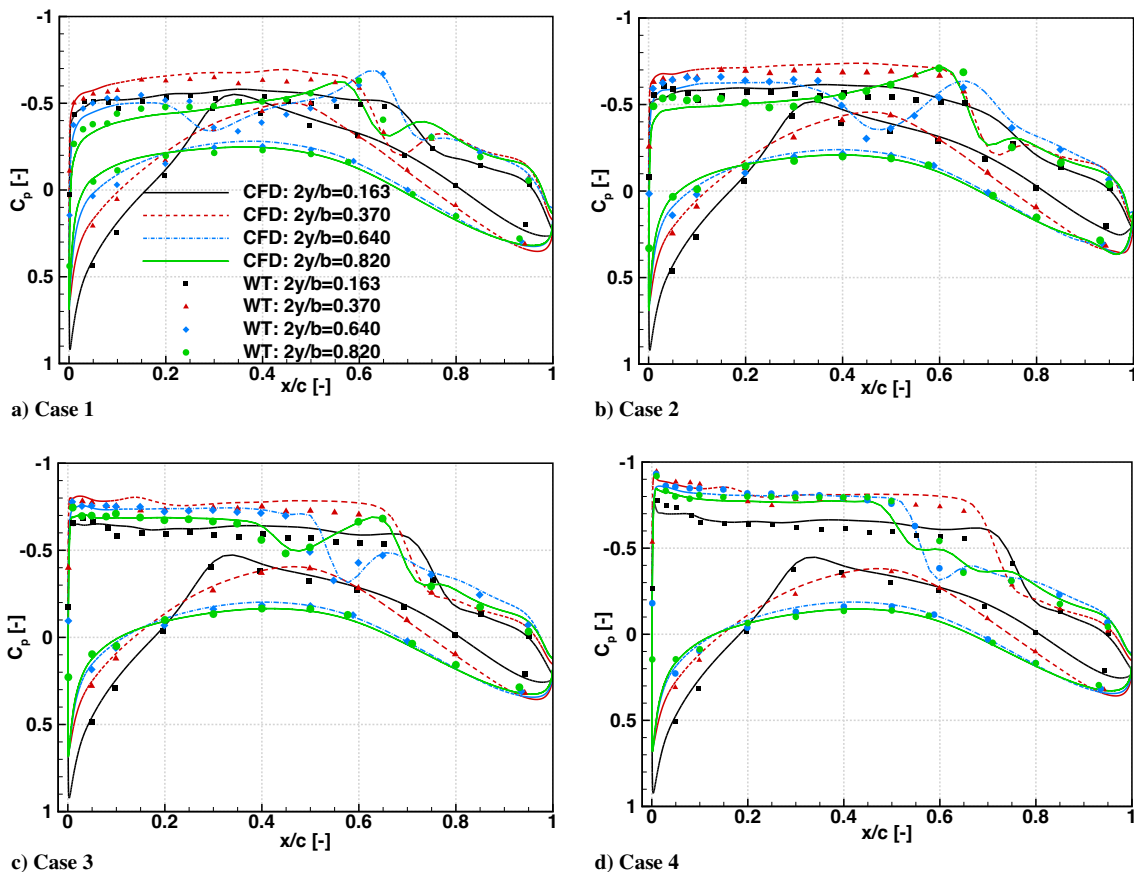 -1
-0.5
0
0.5
1
Cp [-]
0 0.2 0.4 0.6 0.8 1
x/c [-]
CFD: 2y/b=0.163
CFD: 2y/b=0.370
CFD: 2y/b=0.640
CFD: 2y/b=0.820
WT: 2y/b=0.163
WT: 2y/b=0.370
WT: 2y/b=0.640
WT: 2y/b=0.820
a) Case 1
-1
-0.5
0
0.5
1
Cp [-]
0 0.2 0.4 0.6 0.8 1
x/c [-]
b) Case 2
-1
-0.5
0
0.5
1
Cp [-]
0 0.2 0.4 0.6 0.8 1
x/c [-]
c) Case 3
-1
-0.5
0
0.5
1
Cp [-]
0 0.2 0.4 0.6 0.8 1
x/c [-]
d) Case 4